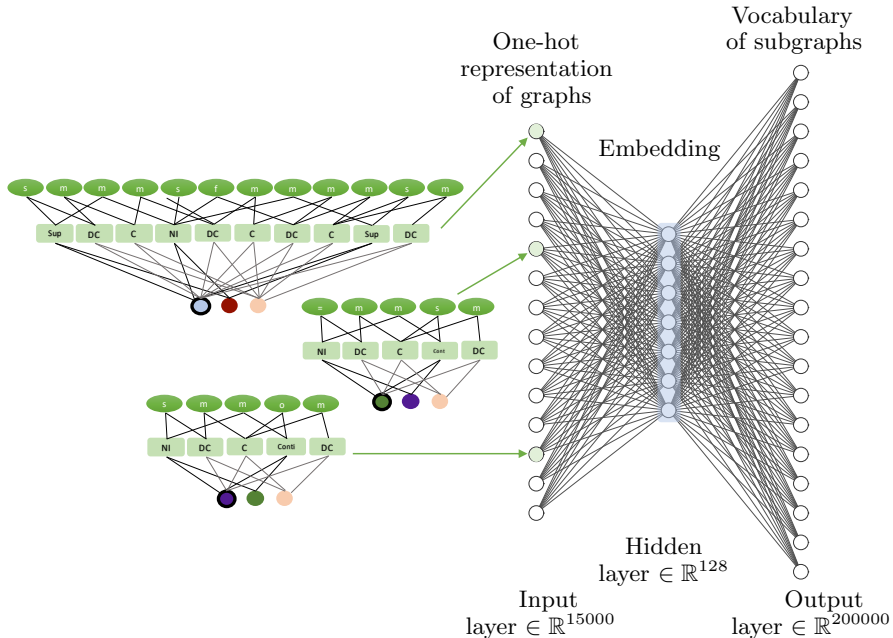 Vocabulary
of subgraphs
One-hot
representation
of graphs
Embedding
s m m m s f m m m m s m
Sup DC C NI DC C DC C Sup DC
= m m s m
NI DC C Cont DC
s m m o m
NI DC C Conti DC
Hidden
layer ∈ ℝ^128
Input
layer ∈ ℝ^15000
Output
layer ∈ ℝ^200000